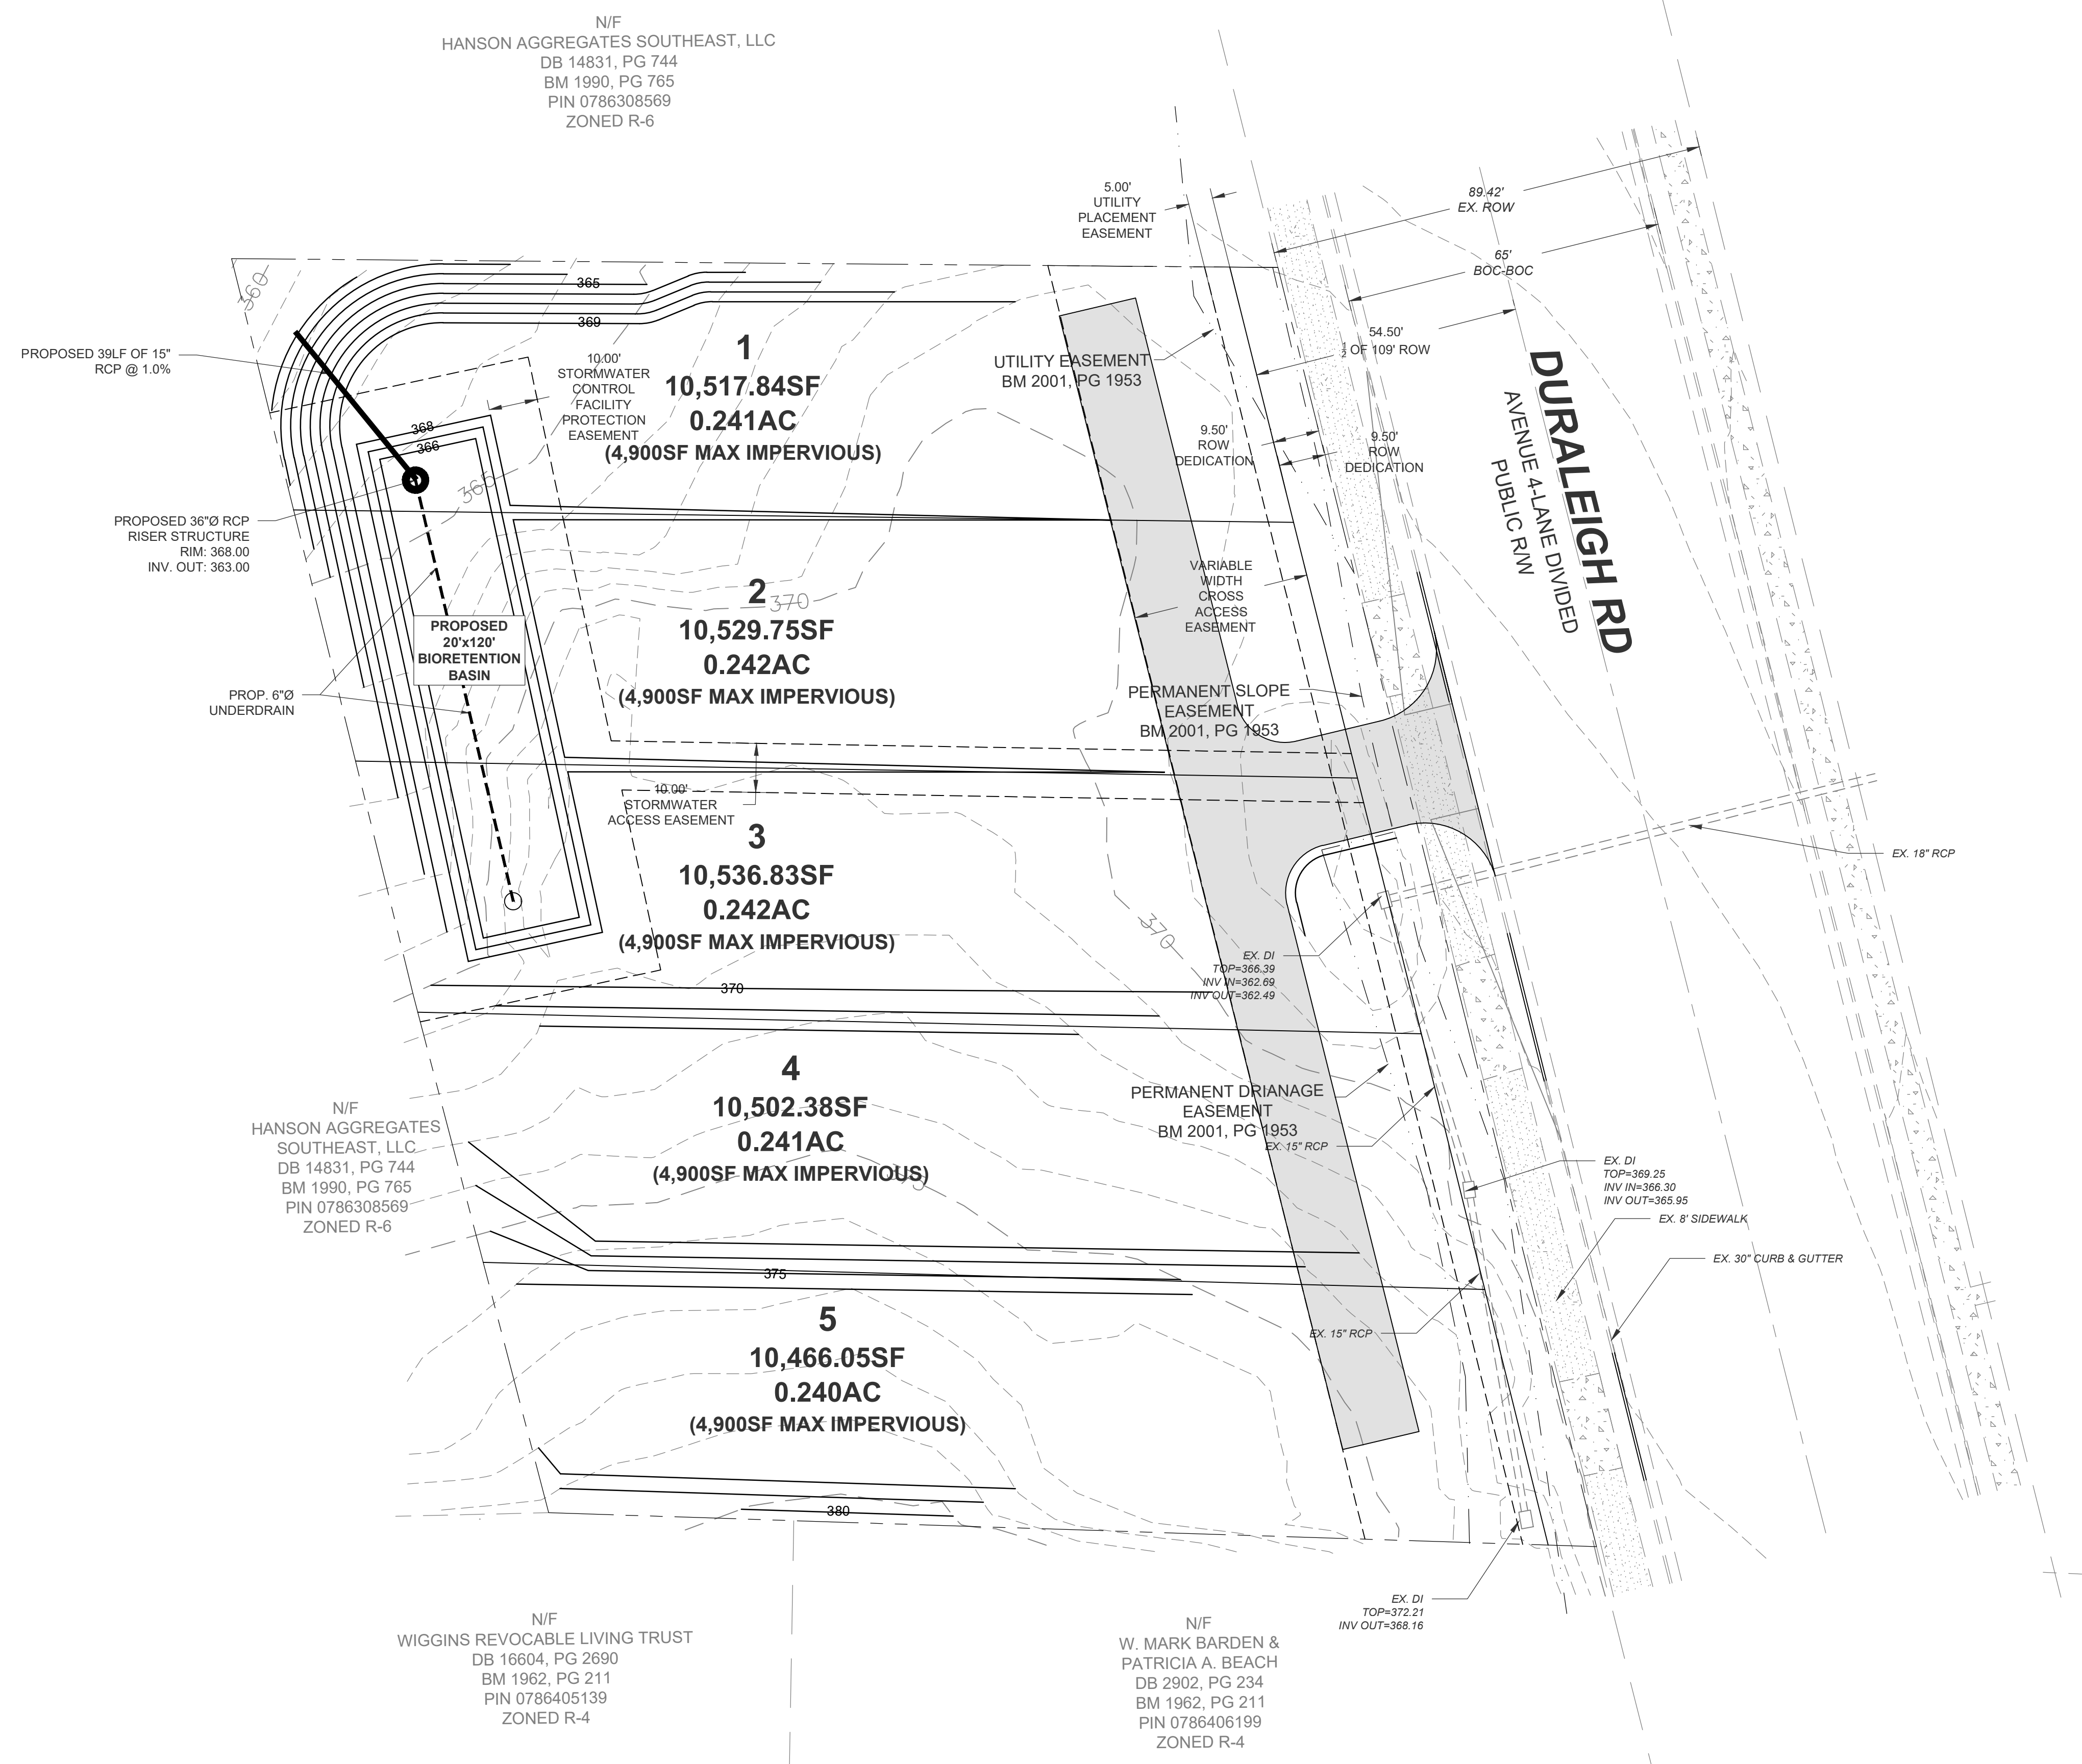 N/F
HANSON AGGREGATES SOUTHEAST, LLC
DB 14831, PG 744
BM 1990, PG 765
PIN 0786308569
ZONED R-6
5.00'
UTILITY
PLACEMENT
EASEMENT
89.42'
EX. ROW
65'
BOC-BOC
54.50'
1/2 OF 109' ROW
360
365
369
PROPOSED 39LF OF 15"
RCP @ 1.0%
10.00'
STORMWATER
CONTROL
FACILITY
PROTECTION
EASEMENT
1
10,517.84SF
0.241AC
(4,900SF MAX IMPERVIOUS)
UTILITY EASEMENT
BM 2001, PG 1953
DURALEIGH RD
AVENUE 4-LANE DIVIDED
PUBLIC R/W
9.50'
ROW
DEDICATION
9.50'
ROW
DEDICATION
368
366
365
PROPOSED 36"Ø RCP
RISER STRUCTURE
RIM: 368.00
INV. OUT: 363.00
VARIABLE
WIDTH
CROSS
ACCESS
EASEMENT
2
370
10,529.75SF
0.242AC
(4,900SF MAX IMPERVIOUS)
PROPOSED
20'x120'
BIORETENTION
BASIN
PROP. 6"Ø
UNDERDRAIN
PERMANENT SLOPE
EASEMENT
BM 2001, PG 1953
10.00'
STORMWATER
ACCESS EASEMENT
3
10,536.83SF
0.242AC
(4,900SF MAX IMPERVIOUS)
EX. 18" RCP
370
EX. DI
TOP=366.39
INV IN=362.69
INV OUT=362.49
370
4
10,502.38SF
0.241AC
(4,900SF MAX IMPERVIOUS)
375
PERMANENT DRIANAGE
EASEMENT
BM 2001, PG 1953
EX. 15" RCP
N/F
HANSON AGGREGATES
SOUTHEAST, LLC
DB 14831, PG 744
BM 1990, PG 765
PIN 0786308569
ZONED R-6
EX. DI
TOP=369.25
INV IN=366.30
INV OUT=365.95
EX. 8' SIDEWALK
EX. 30" CURB & GUTTER
375
5
10,466.05SF
0.240AC
(4,900SF MAX IMPERVIOUS)
EX. 15" RCP
380
EX. DI
TOP=372.21
INV OUT=368.16
N/F
WIGGINS REVOCABLE LIVING TRUST
DB 16604, PG 2690
BM 1962, PG 211
PIN 0786405139
ZONED R-4
N/F
W. MARK BARDEN &
PATRICIA A. BEACH
DB 2902, PG 234
BM 1962, PG 211
PIN 0786406199
ZONED R-4